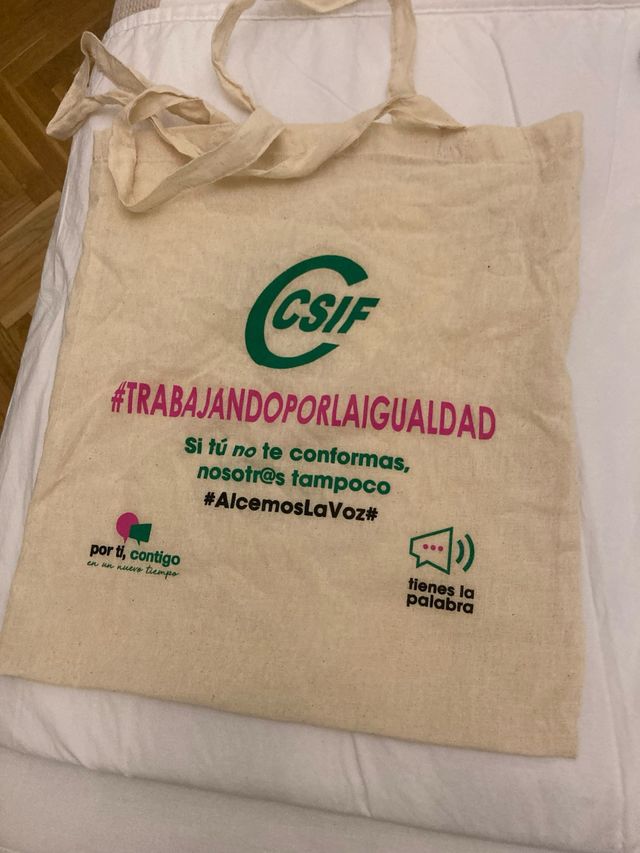 CSIF
#TRABAJANDOPORLAIGUALDAD
Si tú no te conformas,
nosotr@s tampoco
#AlcemosLaVoz#
por ti, contigo
en un nuevo tiempo
tienes la
palabra